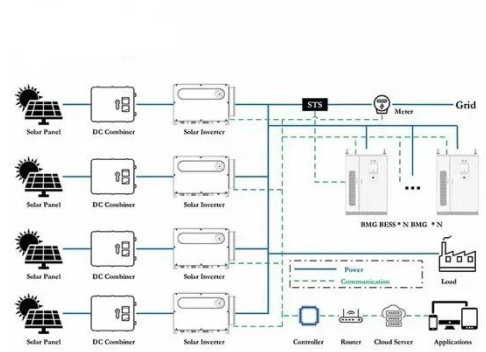 STS
Meter
Grid
Solar Panel
DC Combiner
Solar Inverter
Solar Panel
DC Combiner
Solar Inverter
BMG BESS * N BMG * N
Solar Panel
DC Combiner
Solar Inverter
Power
Communication
Load
Solar Panel
DC Combiner
Solar Inverter
Controller
Router
Cloud Server
Applications